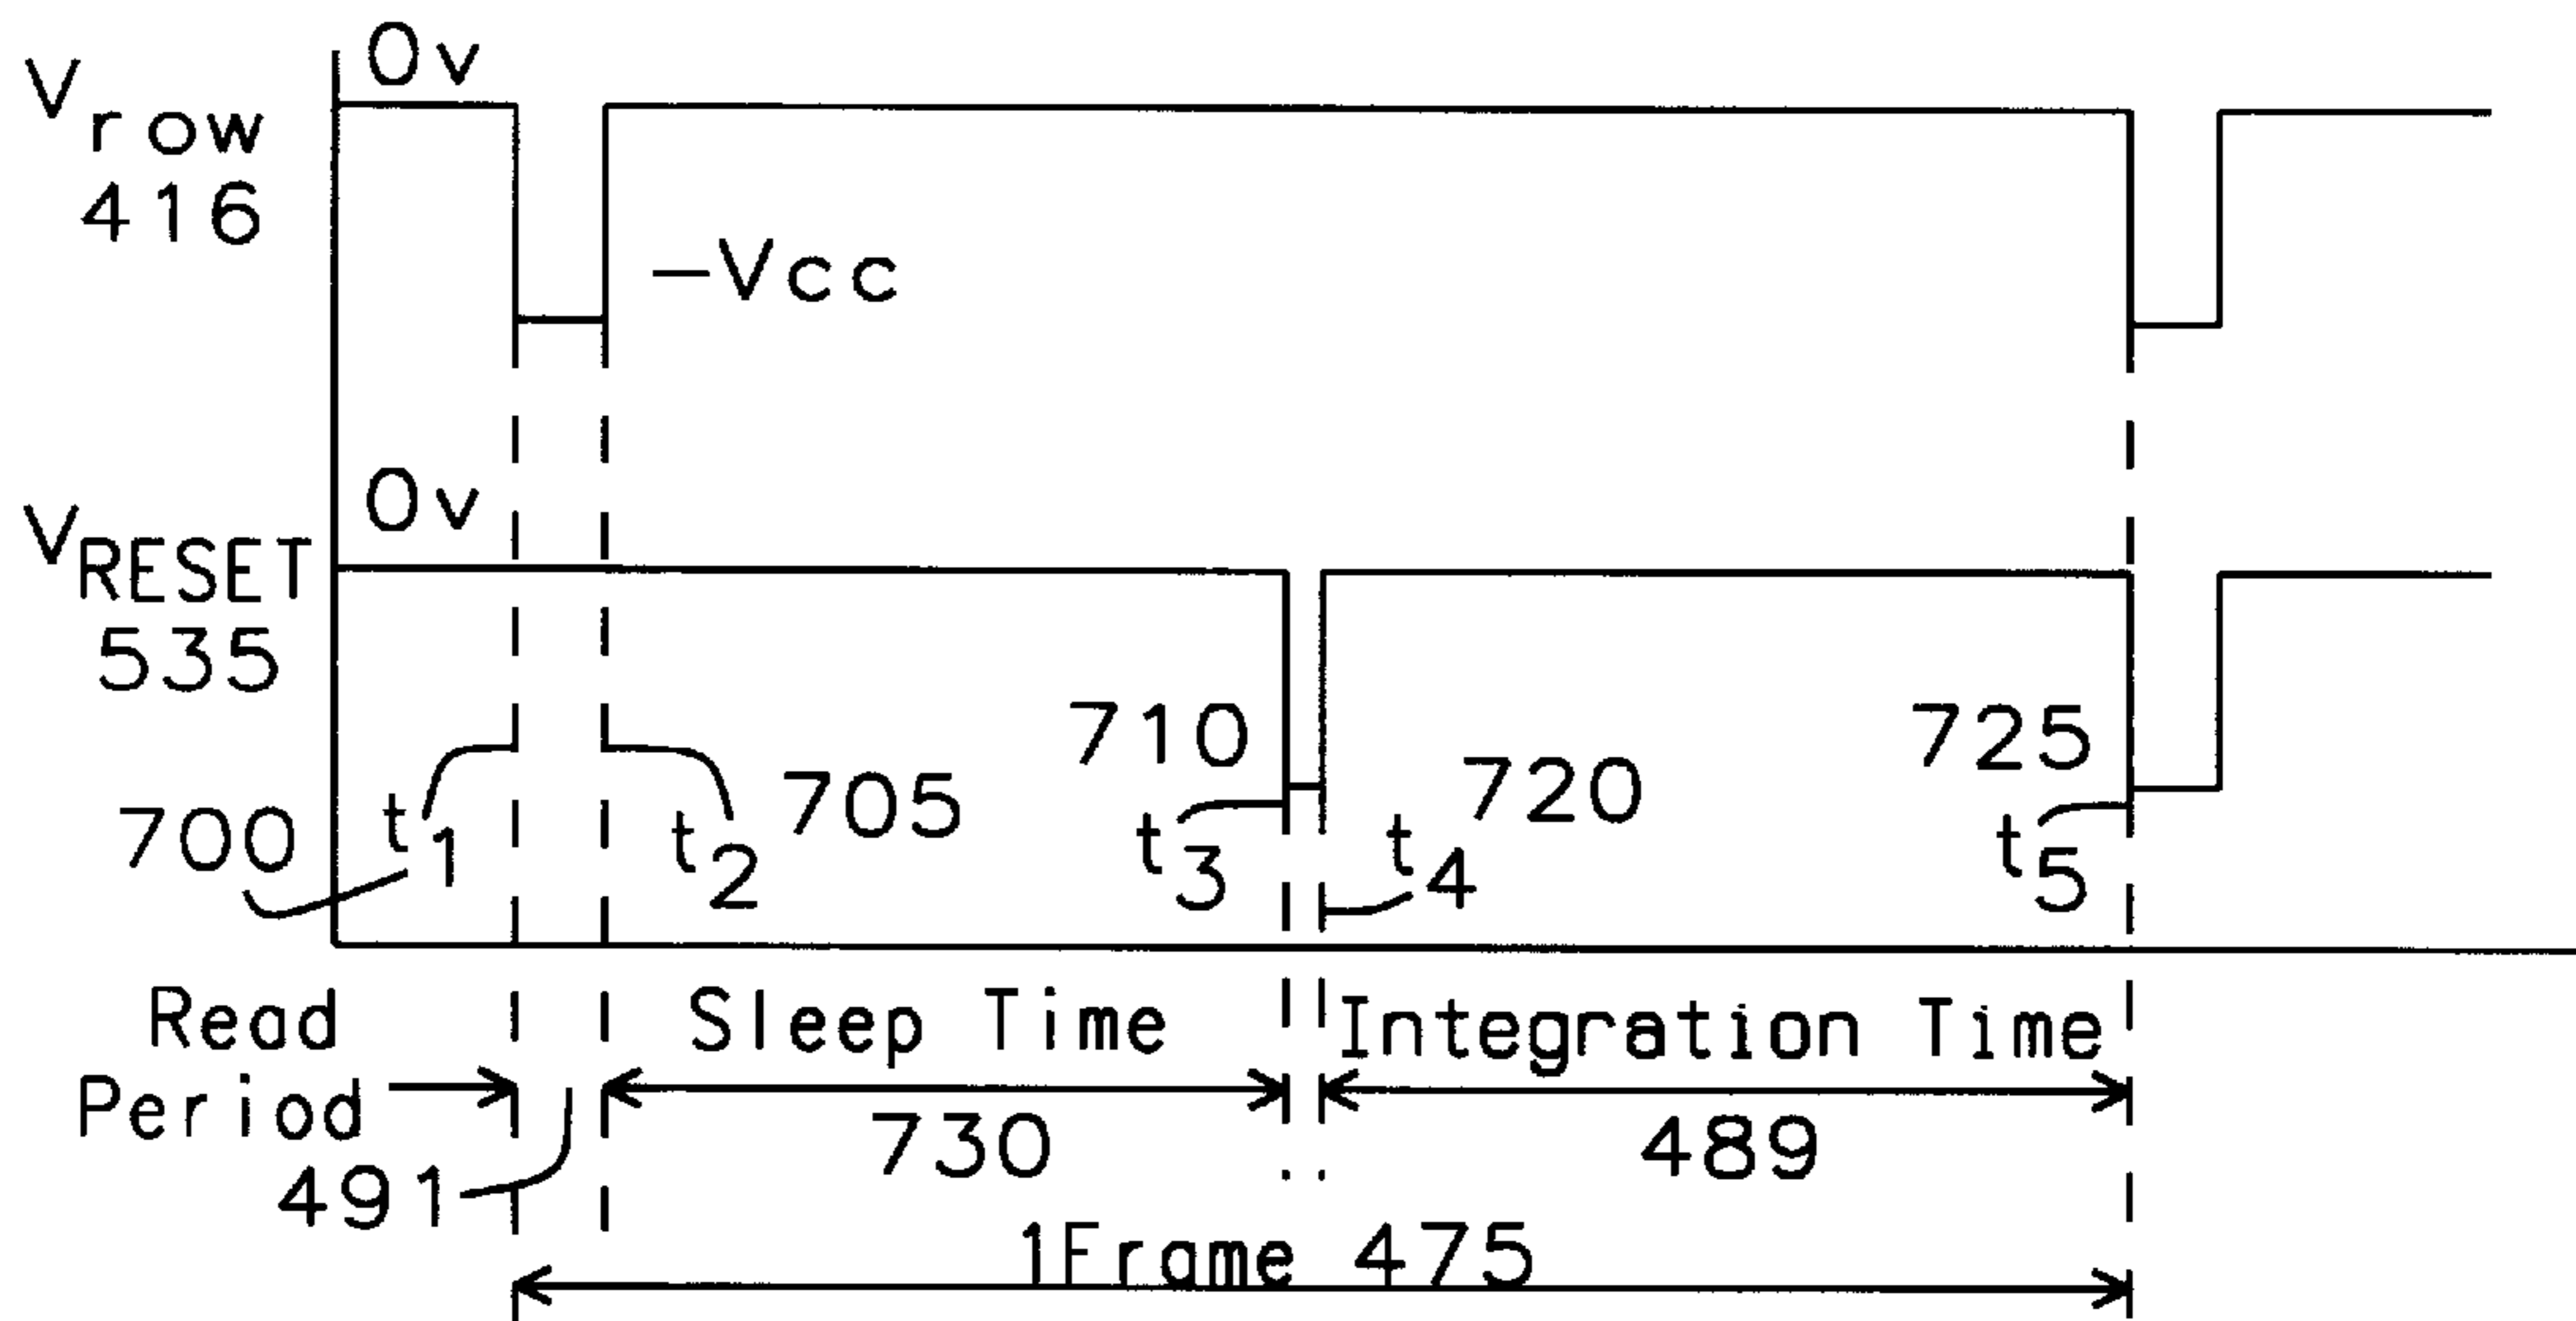 0v
Vrow
416
-Vcc
0v
VRESET
535
700
t1
t2
705
710
t3
t4
720
725
t5
Read
Period
491
Sleep Time
730
Integration Time
489
1Frame 475